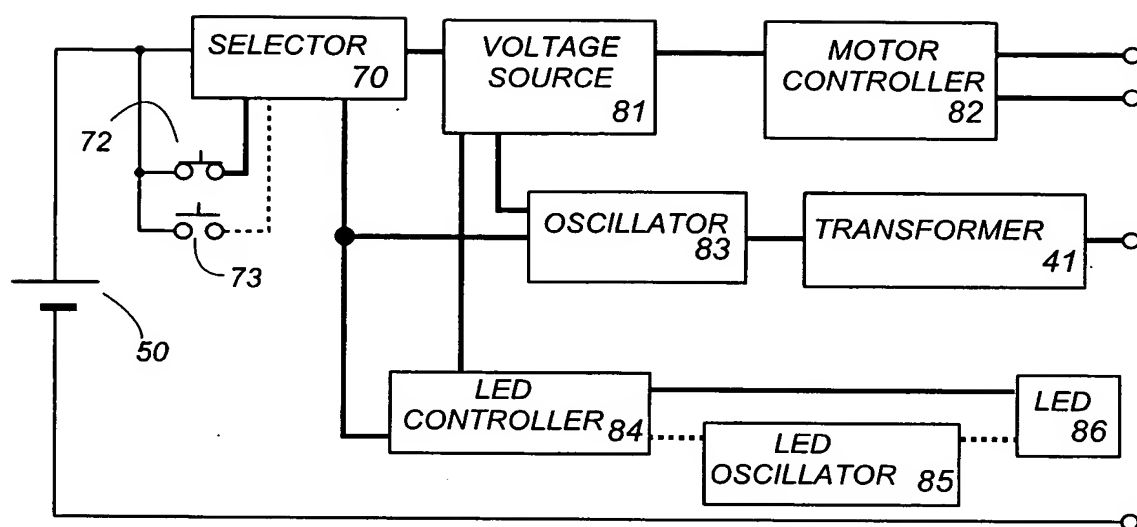 SELECTOR
70
VOLTAGE
SOURCE
81
MOTOR
CONTROLLER
82
72
73
50
OSCILLATOR
83
TRANSFORMER
41
LED
CONTROLLER
84
LED
OSCILLATOR
85
LED
86